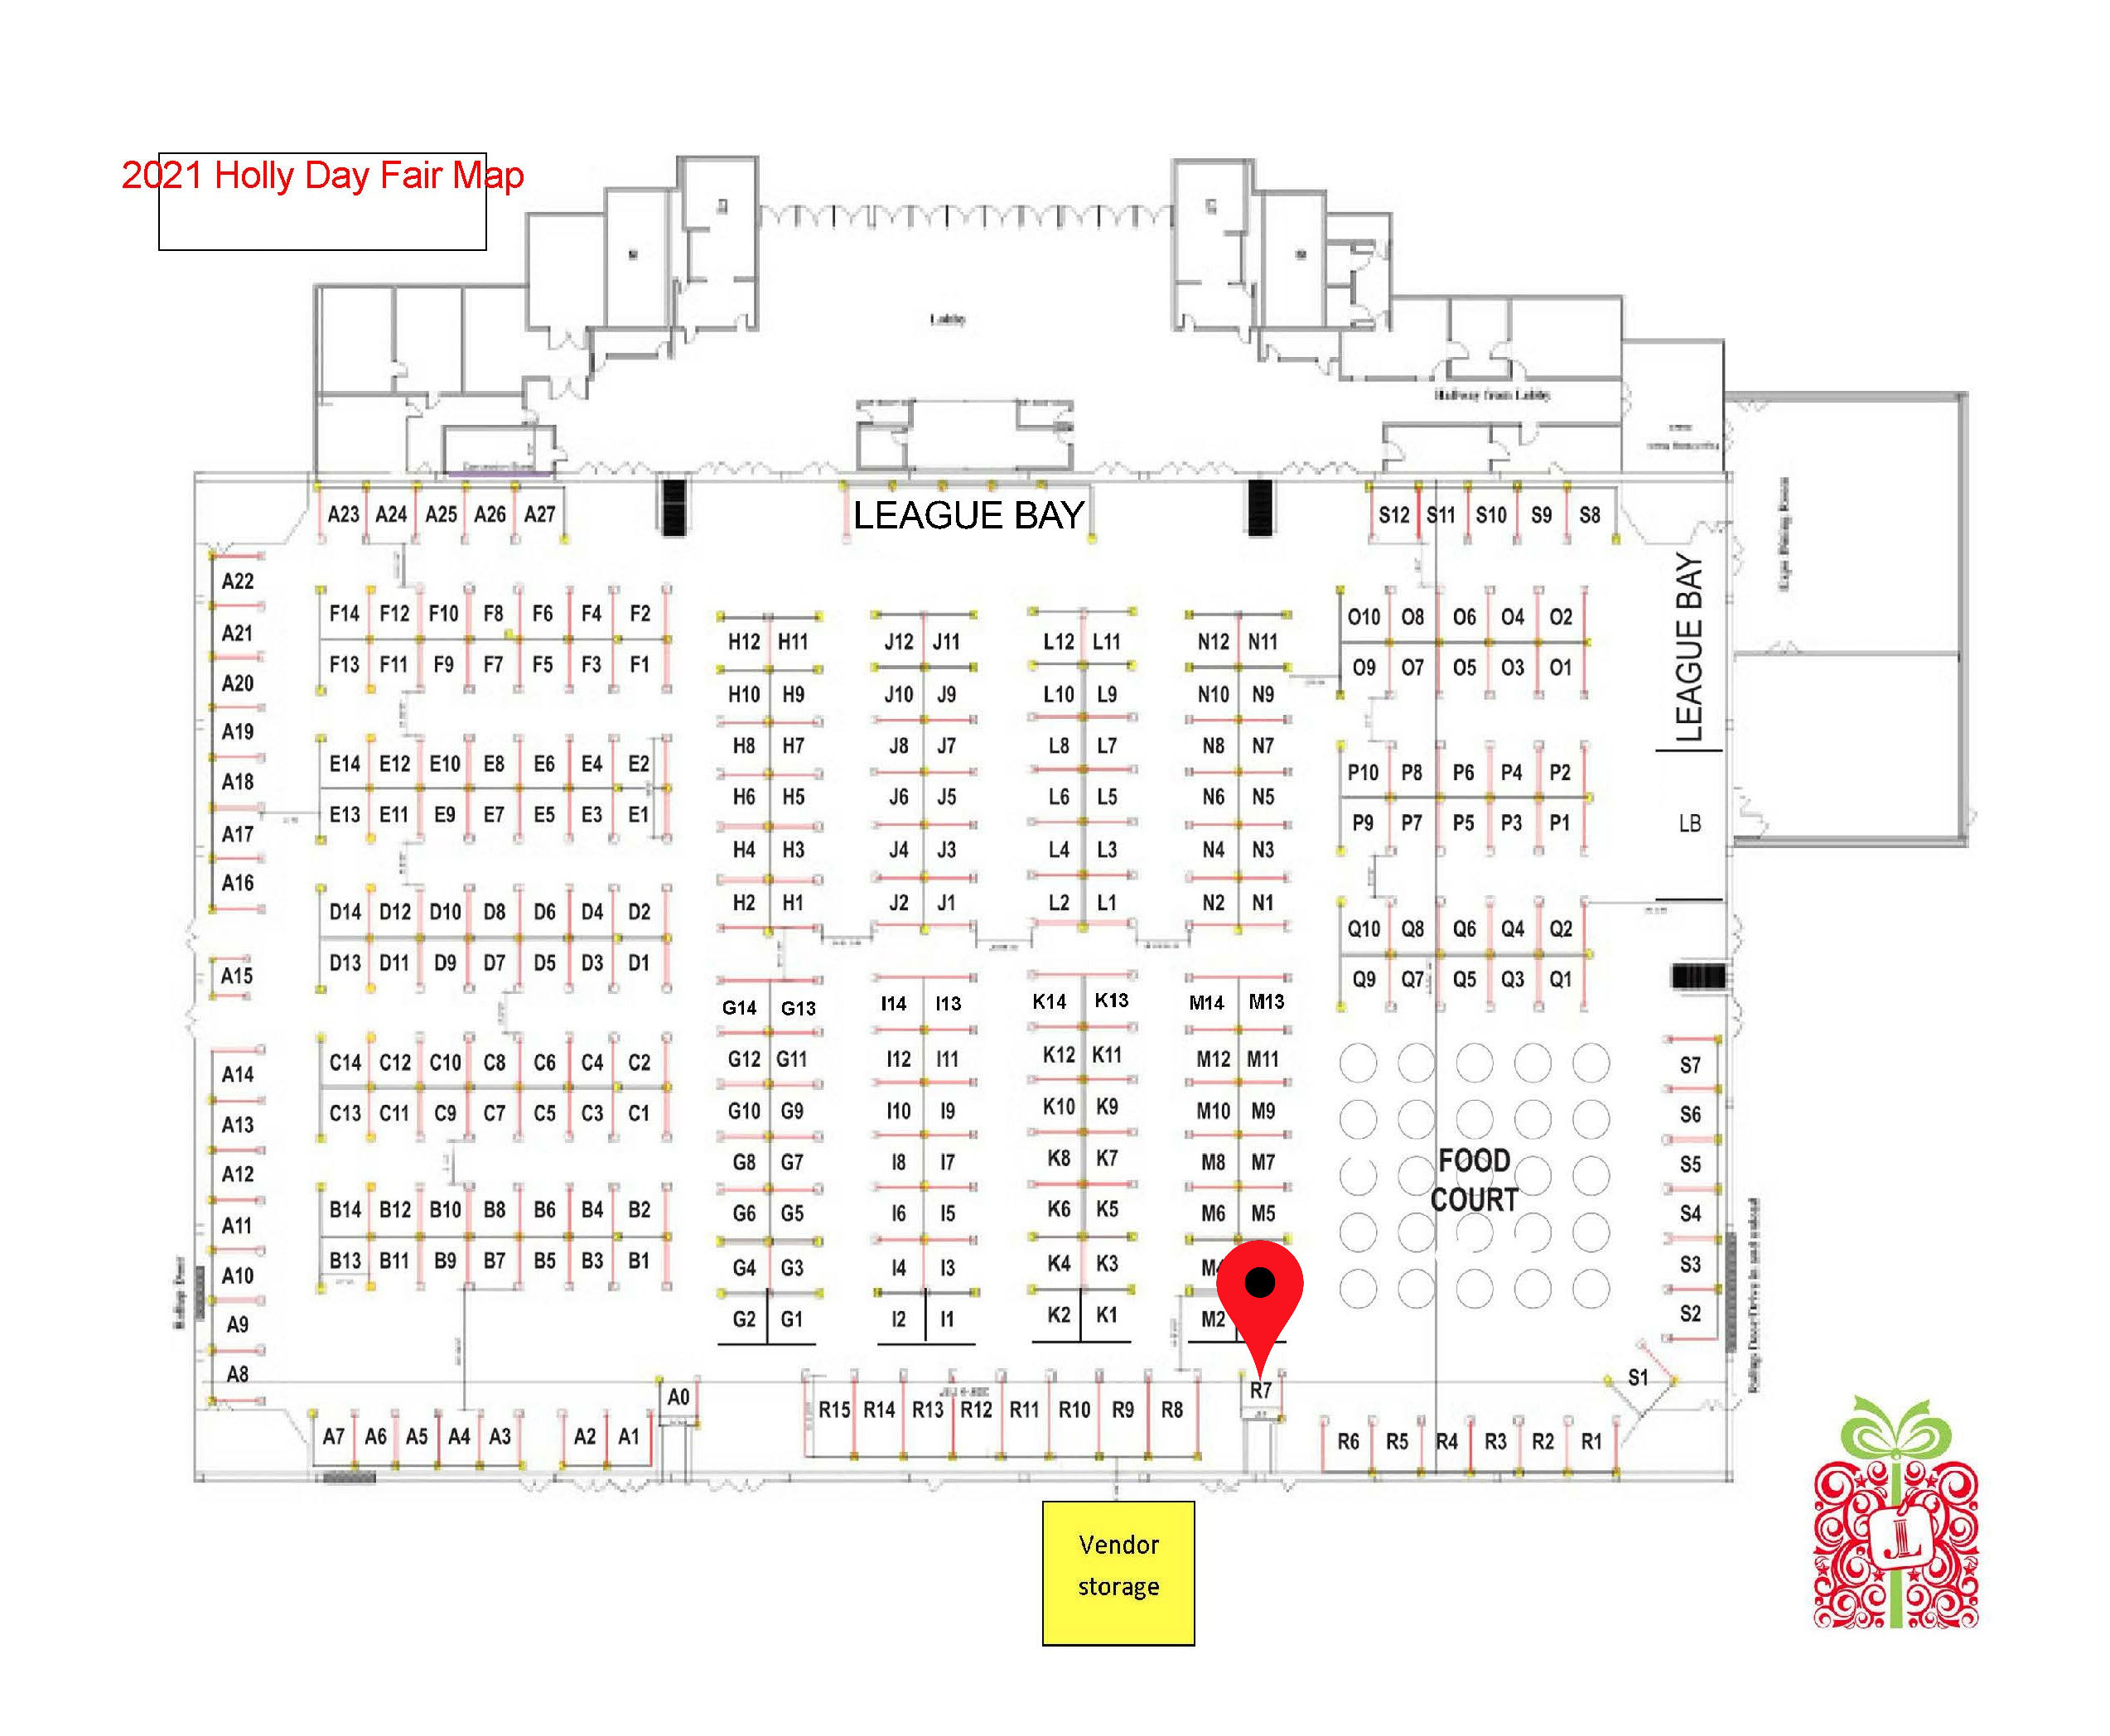 2021 Holly Day Fair Map
Lobby
Hallway from Lobby
LEAGUE BAY
A23 A24 A25 A26 A27
S12 S11 S10 S9 S8
LEAGUE BAY
LB
A22
A21
A20
A19
A18
A17
A16
A15
A14
A13
A12
A11
A10
A9
A8
F14 F12 F10 F8 F6 F4 F2
F13 F11 F9 F7 F5 F3 F1
E14 E12 E10 E8 E6 E4 E2
E13 E11 E9 E7 E5 E3 E1
D14 D12 D10 D8 D6 D4 D2
D13 D11 D9 D7 D5 D3 D1
C14 C12 C10 C8 C6 C4 C2
C13 C11 C9 C7 C5 C3 C1
B14 B12 B10 B8 B6 B4 B2
B13 B11 B9 B7 B5 B3 B1
H12 H11
H10 H9
H8 H7
H6 H5
H4 H3
H2 H1
G14 G13
G12 G11
G10 G9
G8 G7
G6 G5
G4 G3
G2 G1
J12 J11
J10 J9
J8 J7
J6 J5
J4 J3
J2 J1
I14 I13
I12 I11
I10 I9
I8 I7
I6 I5
I4 I3
I2 I1
L12 L11
L10 L9
L8 L7
L6 L5
L4 L3
L2 L1
K14 K13
K12 K11
K10 K9
K8 K7
K6 K5
K4 K3
K2 K1
N12 N11
N10 N9
N8 N7
N6 N5
N4 N3
N2 N1
M14 M13
M12 M11
M10 M9
M8 M7
M6 M5
M2
O10 O8 O6 O4 O2
O9 O7 O5 O3 O1
P10 P8 P6 P4 P2
P9 P7 P5 P3 P1
Q10 Q8 Q6 Q4 Q2
Q9 Q7 Q5 Q3 Q1
FOOD
COURT
S7
S6
S5
S4
S3
S2
S1
A7 A6 A5 A4 A3 A2 A1
A0
R15 R14 R13 R12 R11 R10 R9 R8
R7
R6 R5 R4 R3 R2 R1
Vendor
storage
JL